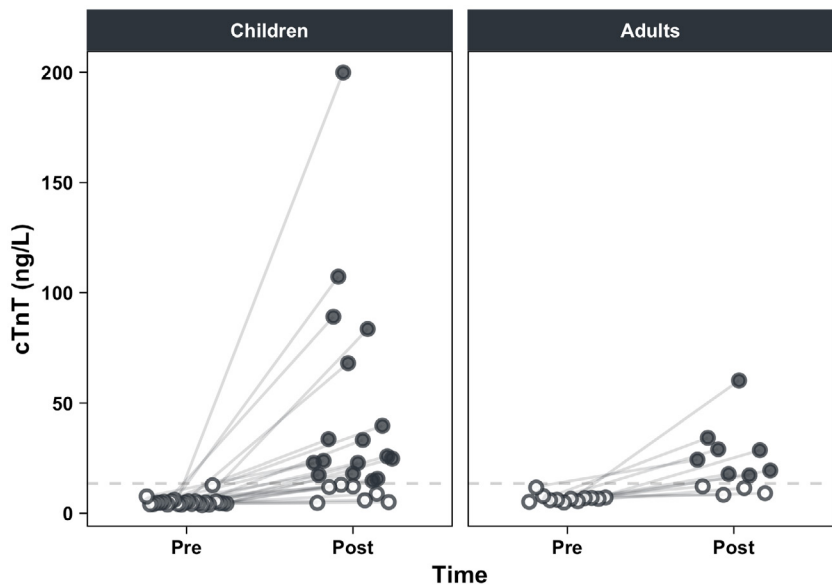 Children
Adults
cTnT (ng/L)
200
150
100
50
0
Pre
Post
Pre
Post
Time